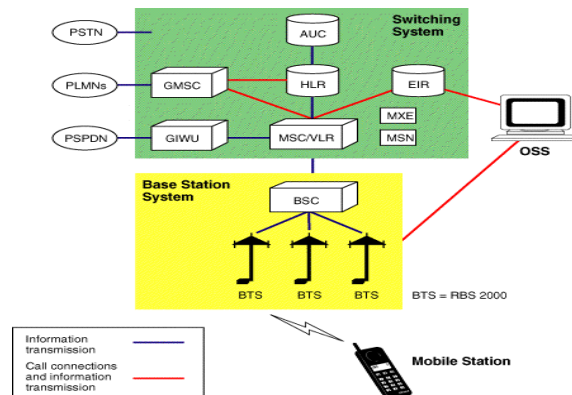 Switching
System
PSTN
AUC
PLMNs
GMSC
HLR
EIR
MXE
PSPDN
GIWU
MSC/VLR
MSN
OSS
Base Station
System
BSC
BTS
BTS
BTS
BTS = RBS 2000
Information
transmission
Call connections
and information
transmission
Mobile Station